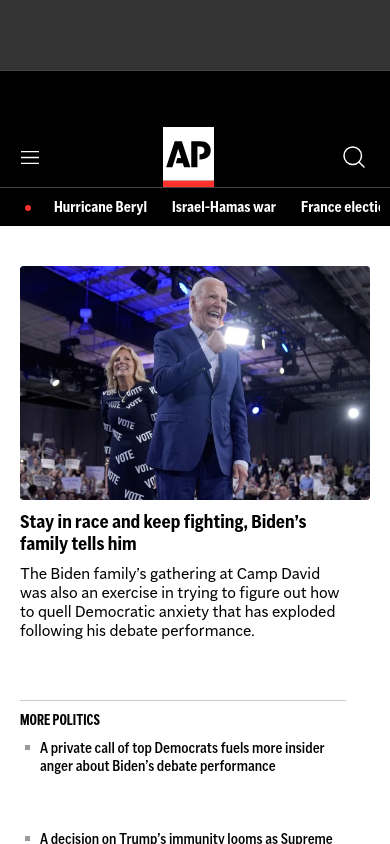 AP
Hurricane Beryl Israel-Hamas war France electi
VOTE
VOTE
VOTE
VOTE
VOTE
Stay in race and keep fighting, Biden’s
family tells him
The Biden family’s gathering at Camp David
was also an exercise in trying to figure out how
to quell Democratic anxiety that has exploded
following his debate performance.
MORE POLITICS
A private call of top Democrats fuels more insider
anger about Biden’s debate performance
A decision on Trump’s immunity looms as Supreme